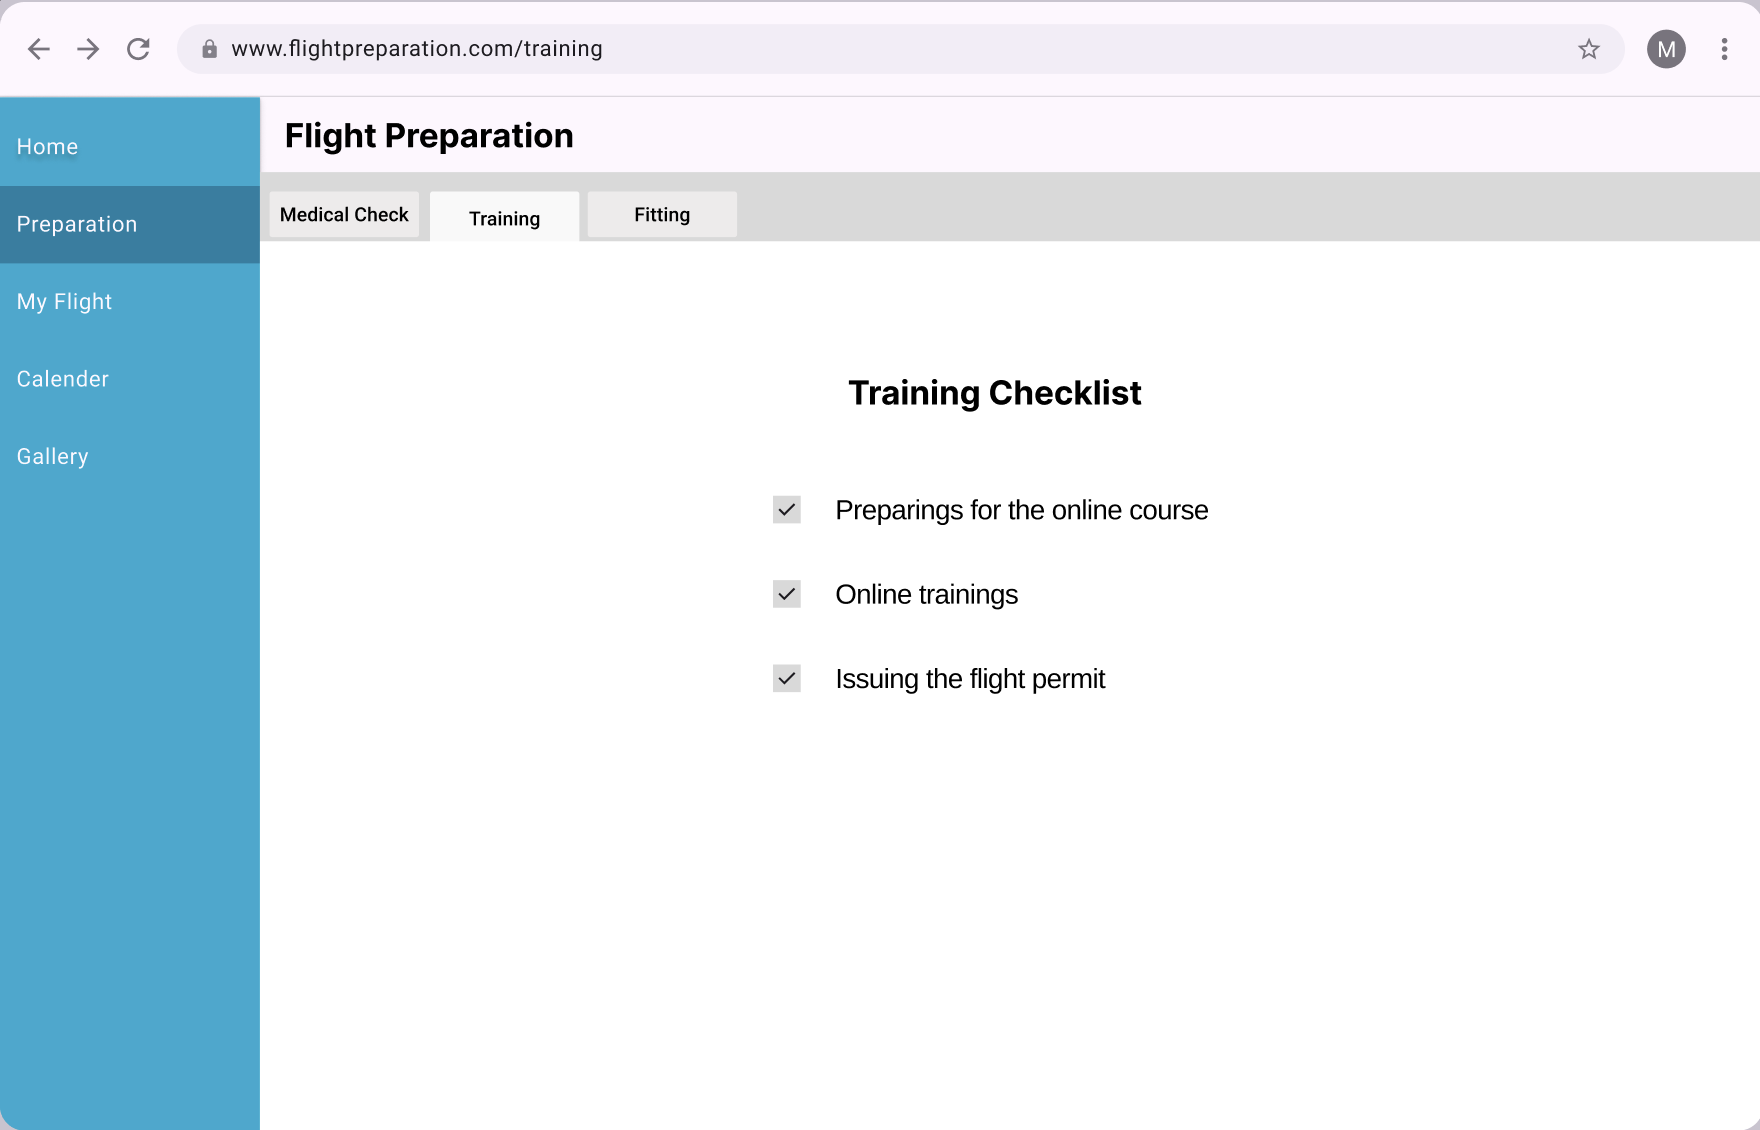 www.flightpreparation.com/training
M
Home
Preparation
My Flight
Calender
Gallery
Flight Preparation
Medical Check
Training
Fitting
Training Checklist
Preparings for the online course
Online trainings
Issuing the flight permit